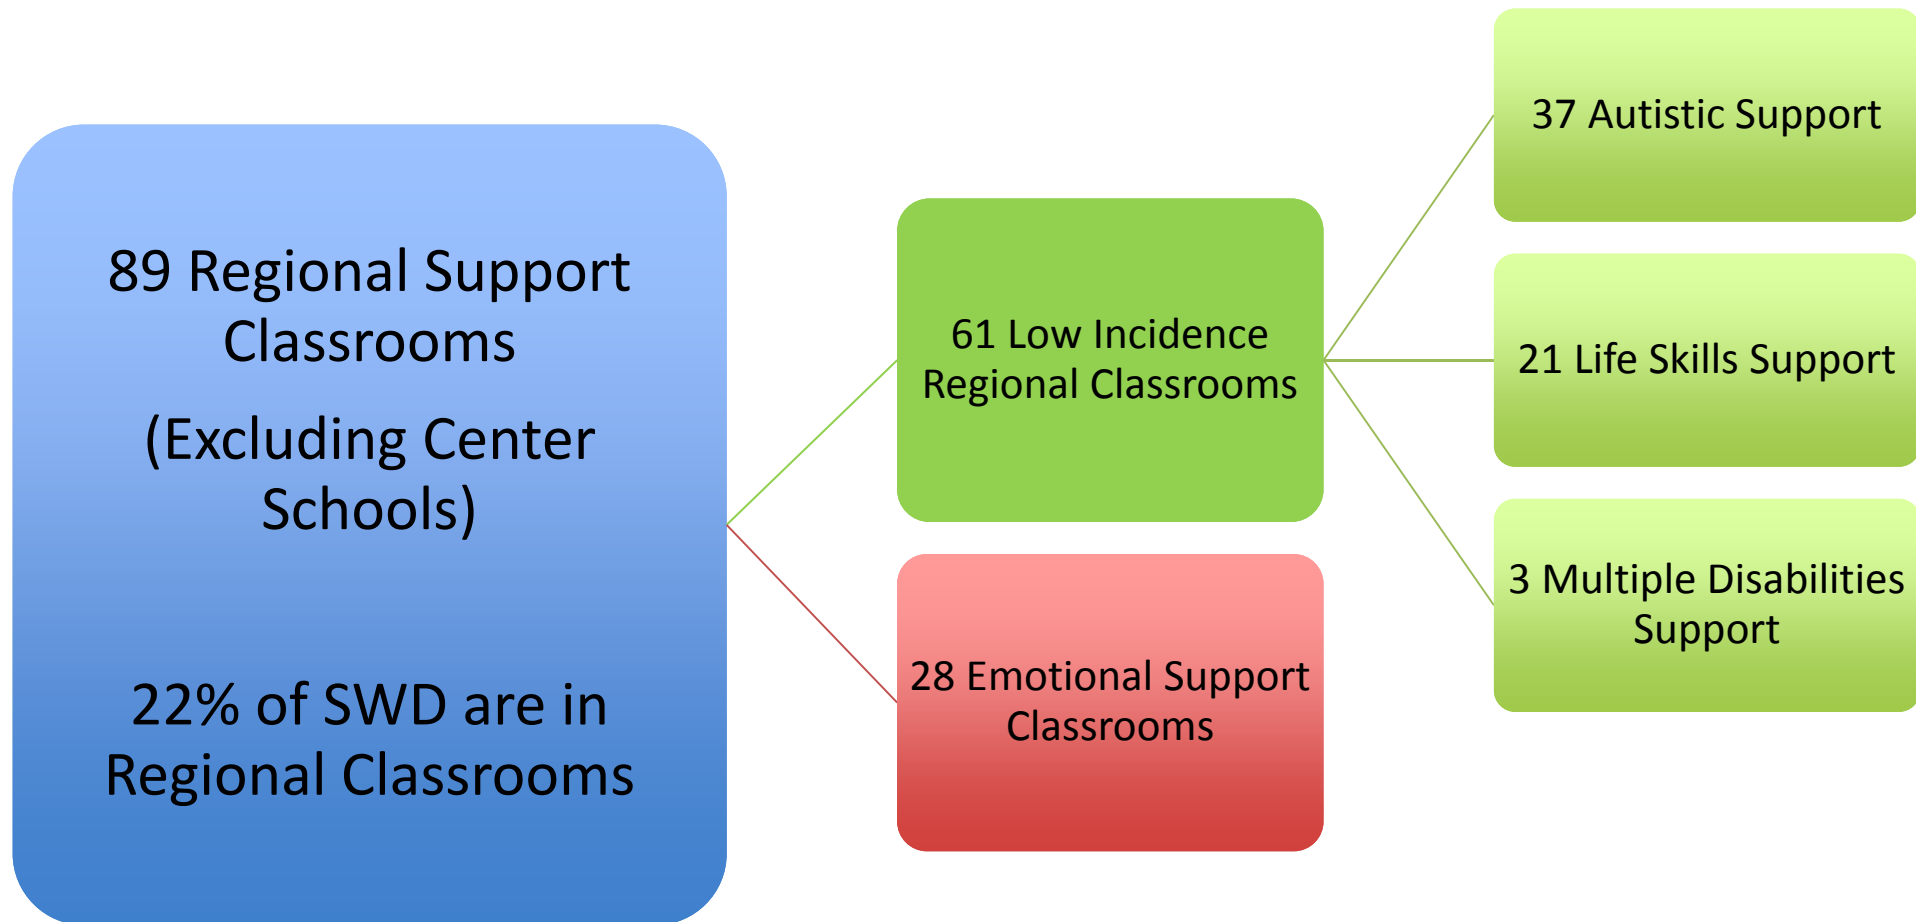 89 Regional Support
Classrooms
(Excluding Center
Schools)
22% of SWD are in
Regional Classrooms
61 Low Incidence
Regional Classrooms
28 Emotional Support
Classrooms
37 Autistic Support
21 Life Skills Support
3 Multiple Disabilities
Support